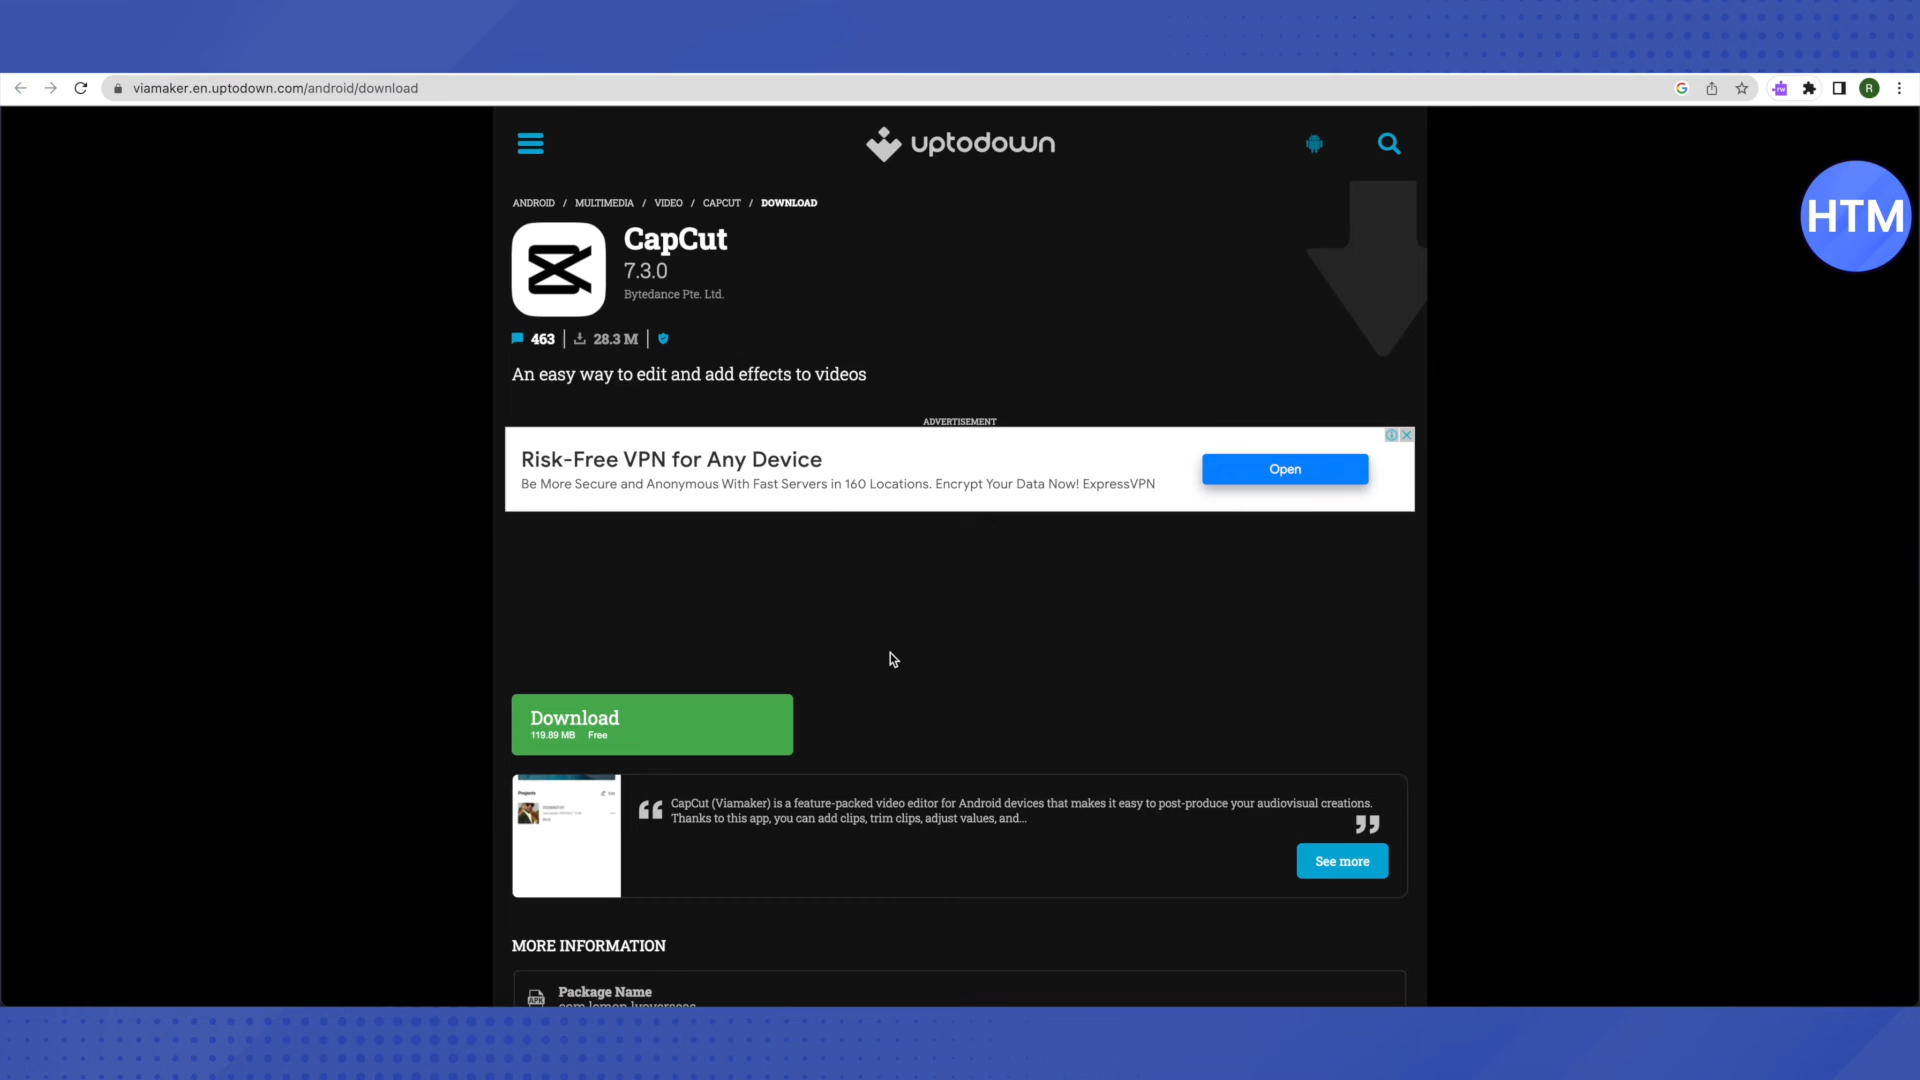 viamaker.en.uptodown.com/android/download
R
uptodown
HTM
ANDROID / MULTIMEDIA / VIDEO / CAPCUT / DOWNLOAD
CapCut
7.3.0
Bytedance Pte. Ltd.
463 28.3 M
An easy way to edit and add effects to videos
ADVERTISEMENT
Risk-Free VPN for Any Device
Be More Secure and Anonymous With Fast Servers in 160 Locations. Encrypt Your Data Now! ExpressVPN
Open
Download
119.89 MB Free
Projects
“ CapCut (Viamaker) is a feature-packed video editor for Android devices that makes it easy to post-produce your audiovisual creations.
Thanks to this app, you can add clips, trim clips, adjust values, and... ”
See more
MORE INFORMATION
APK
Package Name